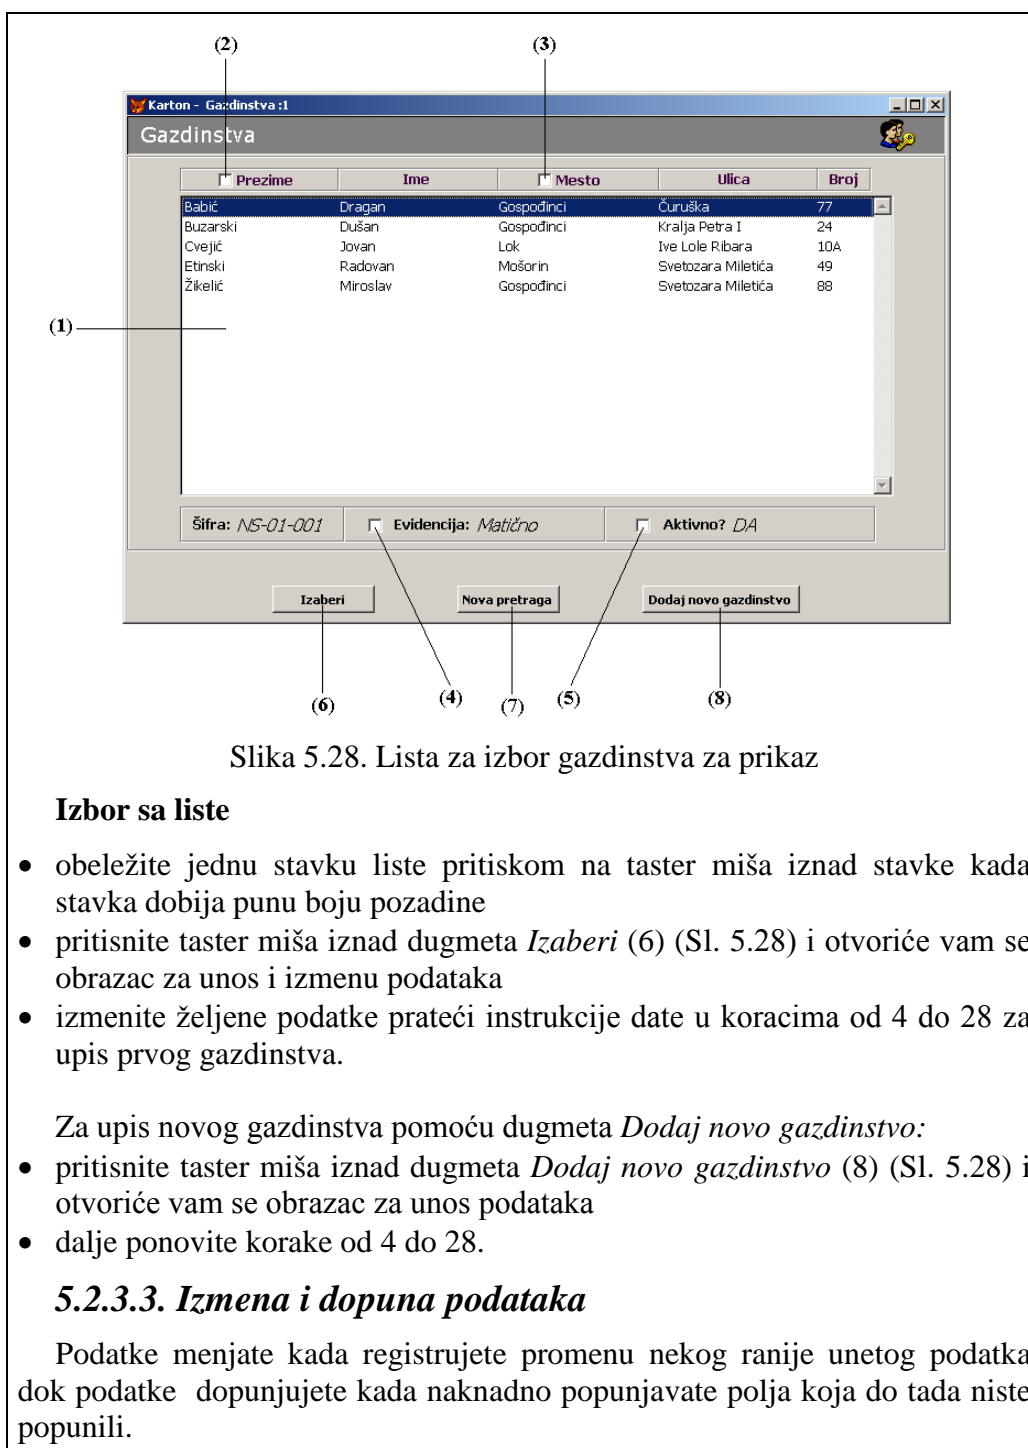 (2) (3)
Karton - Gazdinstva :1
Gazdinstva
Prezime Ime Mesto Ulica Broj
Babić Dragan Gospođinci Čuruška 77
Buzarski Dušan Gospođinci Kralja Petra I 24
Cvejić Jovan Lok Ive Lole Ribara 10A
Etinski Radovan Mošorin Svetozara Miletića 49
Žikelić Miroslav Gospođinci Svetozara Miletića 88
(1)
Šifra: NS-01-001 Evidencija: Matično Aktivno? DA
Izaberi Nova pretraga Dodaj novo gazdinstvo
(6) (4) (7) (5) (8)
Slika 5.28. Lista za izbor gazdinstva za prikaz
Izbor sa liste
• obeležite jednu stavku liste pritiskom na taster miša iznad stavke kada
stavka dobija punu boju pozadine
• pritisnite taster miša iznad dugmeta Izaberi (6) (Sl. 5.28) i otvoriće vam se
obrazac za unos i izmenu podataka
• izmenite željene podatke prateći instrukcije date u koracima od 4 do 28 za
upis prvog gazdinstva.
Za upis novog gazdinstva pomoću dugmeta Dodaj novo gazdinstvo:
• pritisnite taster miša iznad dugmeta Dodaj novo gazdinstvo (8) (Sl. 5.28) i
otvoriće vam se obrazac za unos podataka
• dalje ponovite korake od 4 do 28.
5.2.3.3. Izmena i dopuna podataka
Podatke menjate kada registrujete promenu nekog ranije unetog podatka
dok podatke dopunjujete kada naknadno popunjavate polja koja do tada niste
popunili.